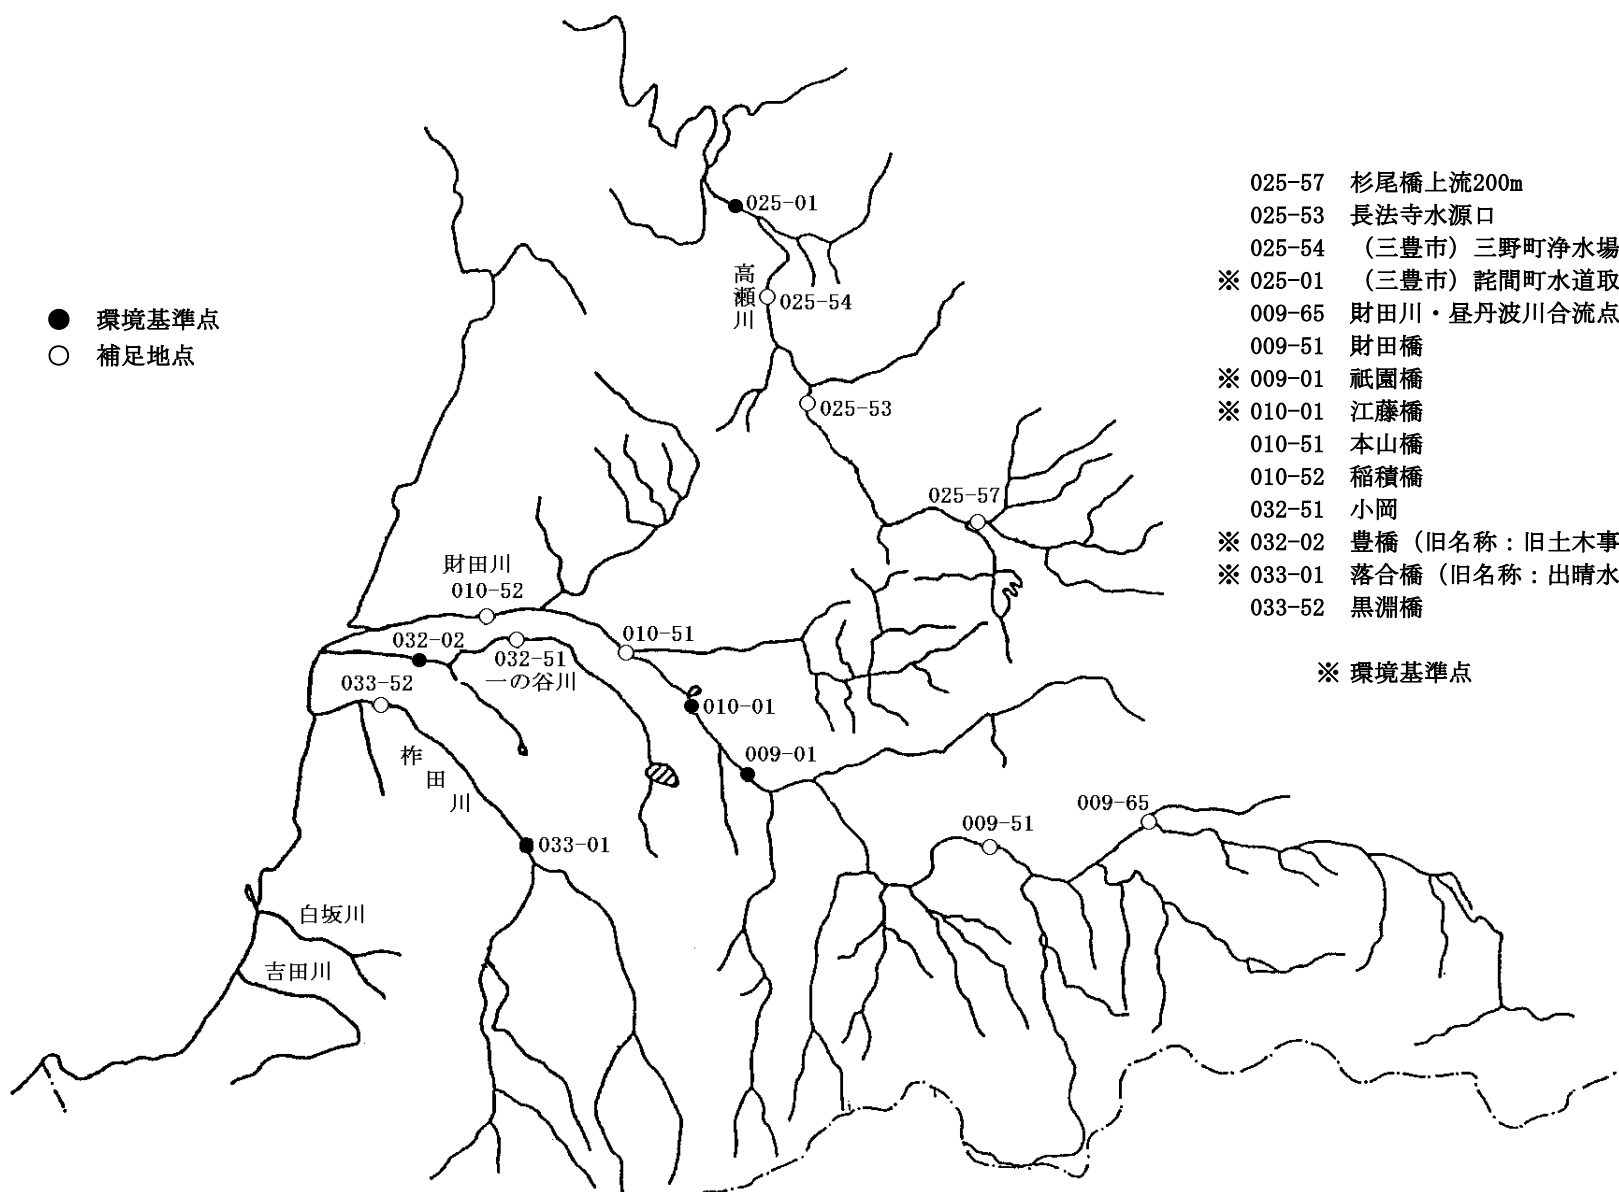 025-57 杉尾橋上流200m
025-53 長法寺水源口
025-54 （三豊市）三野町浄水場
※ 025-01 （三豊市）詫間町水道取
009-65 財田川・昼丹波川合流点
009-51 財田橋
※ 009-01 祇園橋
※ 010-01 江藤橋
010-51 本山橋
010-52 稲積橋
032-51 小岡
※ 032-02 豊橋（旧名称：旧土木事
※ 033-01 落合橋（旧名称：出晴水
033-52 黒淵橋
※ 環境基準点
● 環境基準点
○ 補足地点
025-01
高瀬川
025-54
025-53
025-57
財田川
010-52
010-51
032-02
032-51
一の谷川
033-52
010-01
009-01
柞田川
033-01
009-51
009-65
白坂川
吉田川